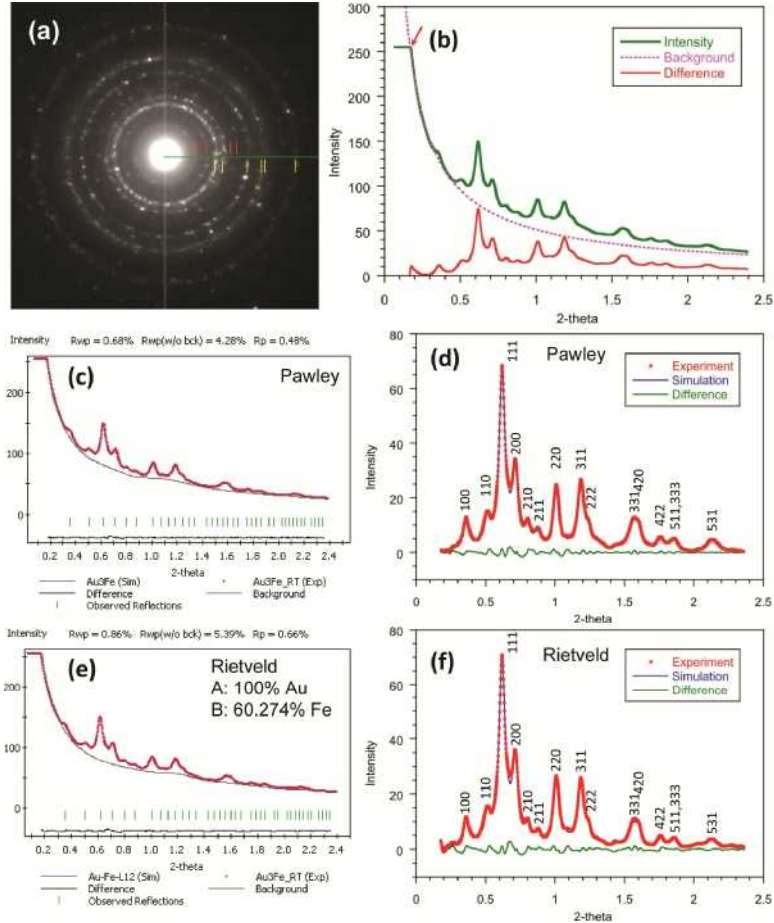 (a)
(b)
Intensity
Background
Difference
300
250
200
150
100
50
0
Intensity
0
0.5
1
1.5
2
2.5
2-theta
Intensity Rwp = 0.68% Rwp(w/o bck) = 4.28% Rp = 0.48%
(c)
Pawley
200
100
0
0.2 0.4 0.6 0.8 1.0 1.2 1.4 1.6 1.8 2.0 2.2 2.4
2-theta
Au3Fe (Sim) Au3Fe_RT (Exp)
Difference Background
Observed Reflections
(d)
Pawley
Experiment
Simulation
Difference
80
60
40
20
0
Intensity
100
110
111
200
210
211
220
311
222
331
420
422
511,333
531
0 0.5 1 1.5 2 2.5
2-theta
Intensity Rwp = 0.86% Rwp(w/o bck) = 5.39% Rp = 0.66%
(e)
Rietveld
A: 100% Au
B: 60.274% Fe
200
100
0
0.2 0.4 0.6 0.8 1.0 1.2 1.4 1.6 1.8 2.0 2.2 2.4
2-theta
Au-Fe-L12 (Sim) Au3Fe_RT (Exp)
Difference Background
Observed Reflections
(f)
Rietveld
Experiment
Simulation
Difference
80
60
40
20
0
Intensity
100
110
111
200
210
211
220
311
222
331
420
422
511,333
531
0 0.5 1 1.5 2 2.5
2-theta